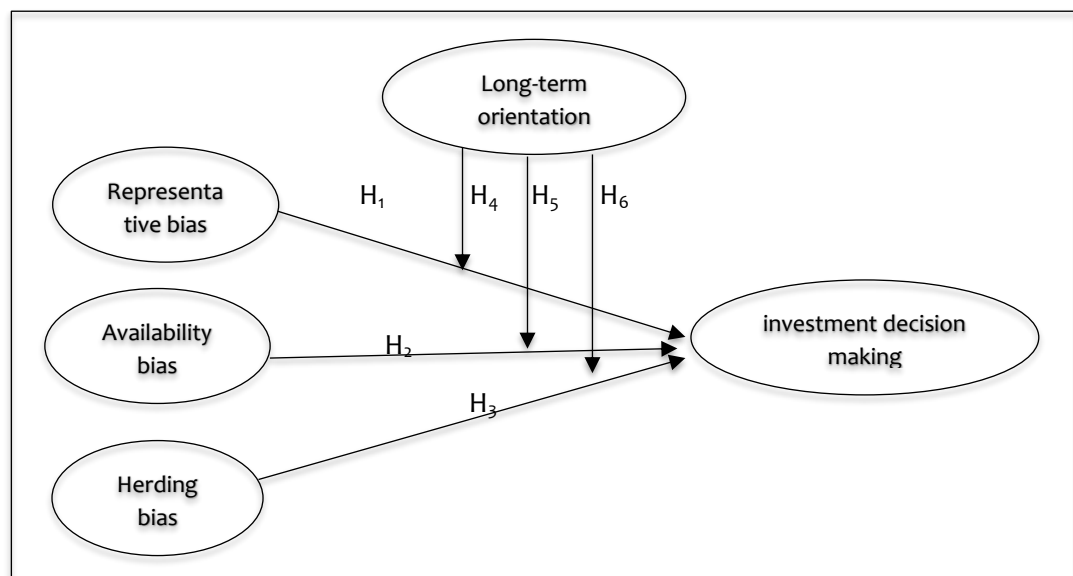 Long-term
orientation
Representa
tive bias
H₁
H₄
H₅
H₆
Availability
bias
H₂
investment decision
making
H₃
Herding
bias